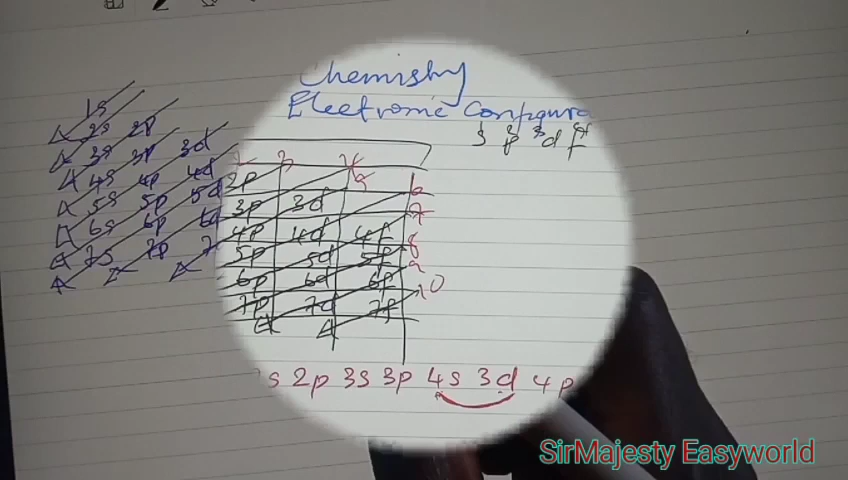 Chemistry
Electronic Configura
s p d f
1s
2s 2p
3s 3p 3d
4s 4p 4d
5s 5p 5d
6s 6p 6d
7s 7p 7
2p
3p 3d 6
4p 4d 4f 7
5p 5d 5f 8
6p 6d 6f 9
7p 7d 7f 10
s 2p 3s 3p 4s 3d 4p
SirMajesty Easyworld